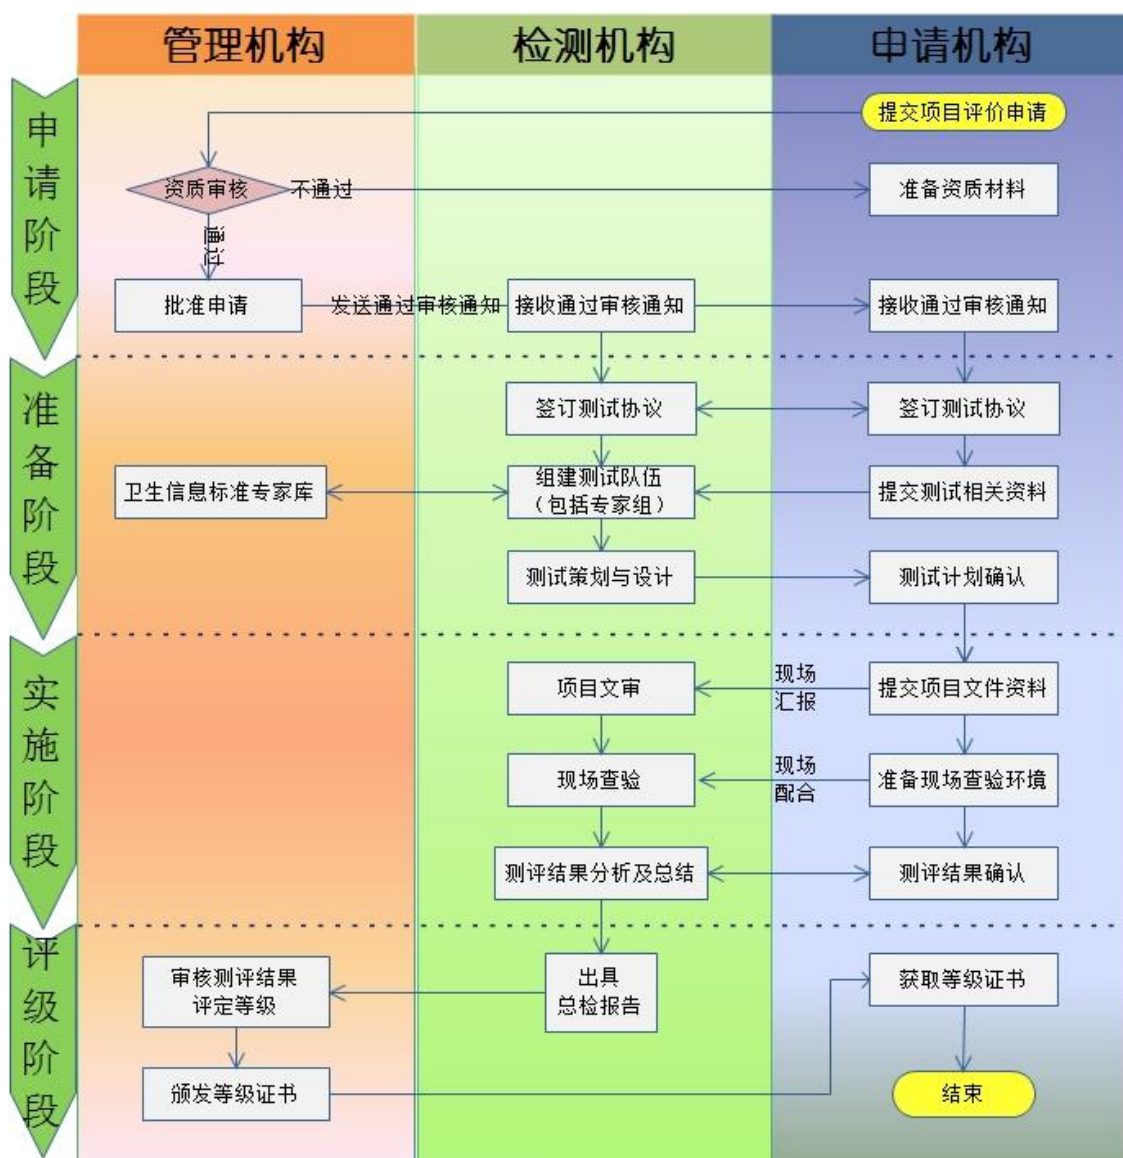 管理机构
检测机构
申请机构
申请阶段
提交项目评价申请
资质审核
不通过
准备资质材料
通过
批准申请
发送通过审核通知
接收通过审核通知
接收通过审核通知
准备阶段
签订测试协议
签订测试协议
卫生信息标准专家库
组建测试队伍
（包括专家组）
提交测试相关资料
测试策划与设计
测试计划确认
实施阶段
项目文审
现场
汇报
提交项目文件资料
现场查验
现场
配合
准备现场查验环境
测评结果分析及总结
测评结果确认
评级阶段
审核测评结果
评定等级
出具
总检报告
获取等级证书
颁发等级证书
结束